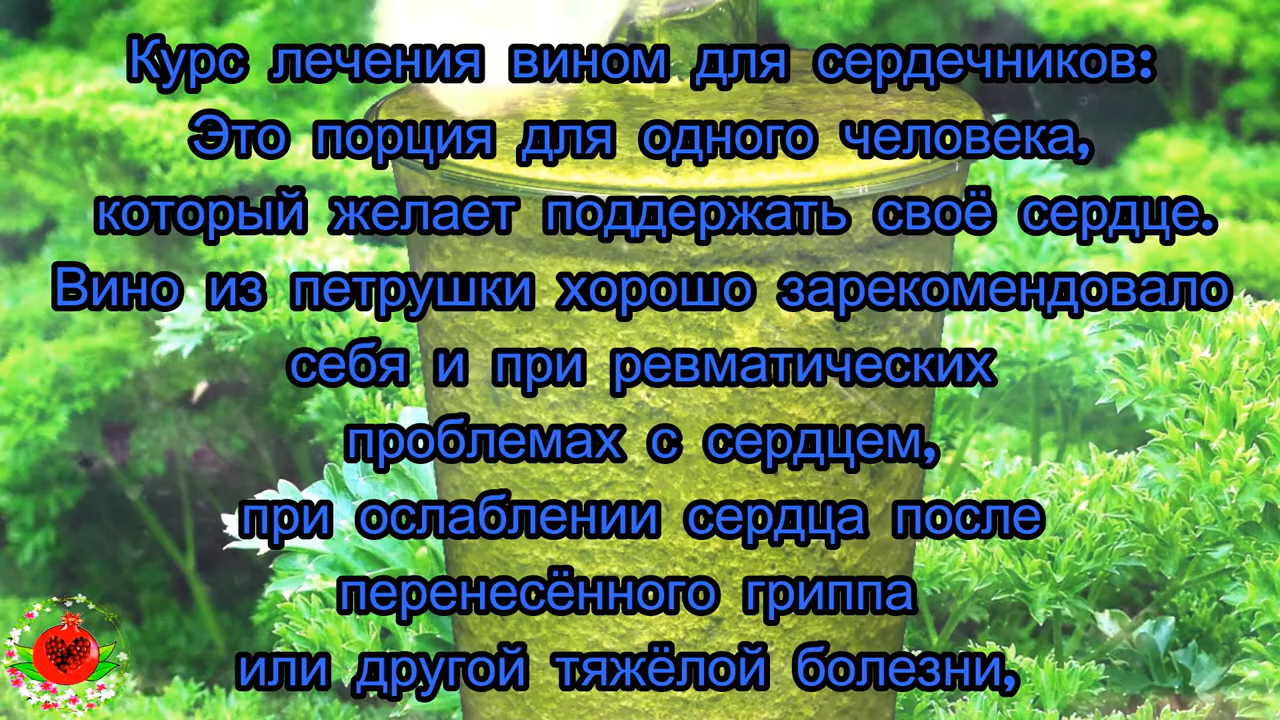 Курс лечения вином для сердечников:
Это порция для одного человека,
который желает поддержать своё сердце.
Вино из петрушки хорошо зарекомендовало
себя и при ревматических
проблемах с сердцем,
при ослаблении сердца после
перенесённого гриппа
или другой тяжёлой болезни,